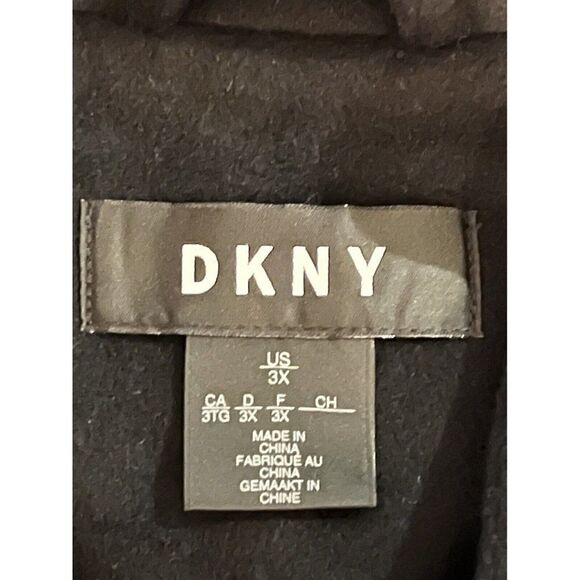 DKNY
US
3X
CA D F CH
3TG 3X 3X
MADE IN
CHINA
FABRIQUÉ AU
CHINA
GEMAAKT IN
CHINE